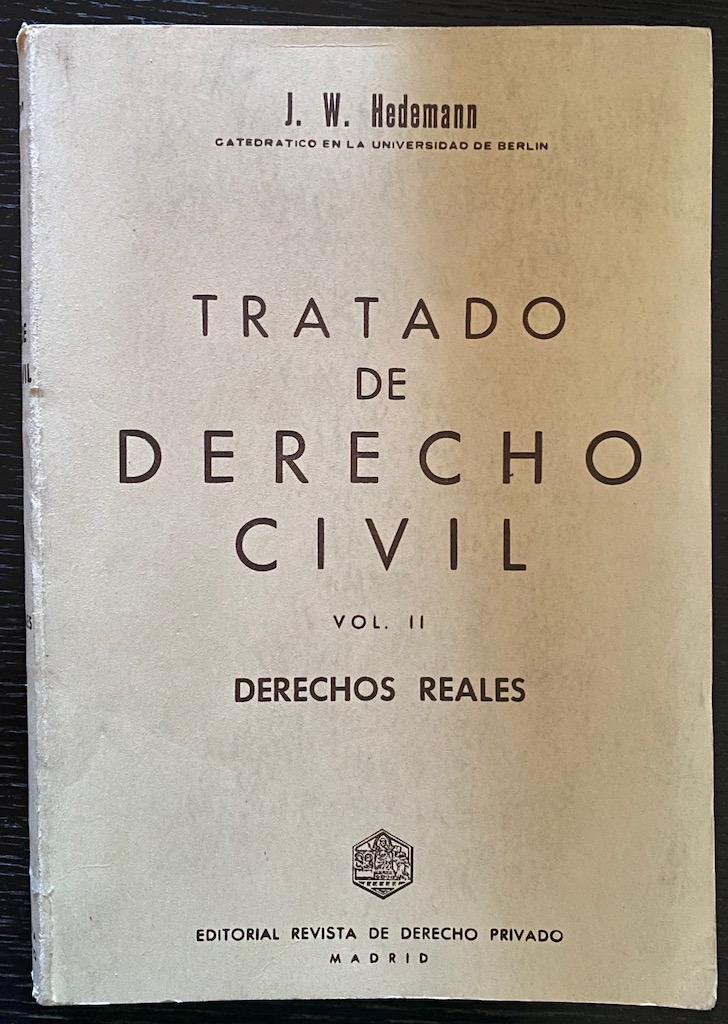 J. W. Hedemann
CATEDRATICO EN LA UNIVERSIDAD DE BERLIN
TRATADO
DE
DERECHO
CIVIL
VOL. II
DERECHOS REALES
EDITORIAL REVISTA DE DERECHO PRIVADO
MADRID